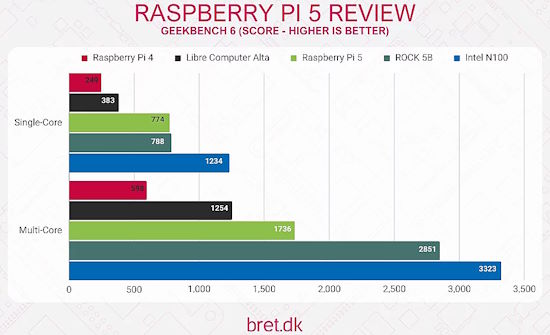 RASPBERRY PI 5 REVIEW
GEEKBENCH 6 (SCORE - HIGHER IS BETTER)
Raspberry Pi 4 Libre Computer Alta Raspberry Pi 5 ROCK 5B Intel N100
249
383
Single-Core 774
788
1234
598
1254
Multi-Core 1736
2851
3323
0 500 1,000 1,500 2,000 2,500 3,000 3,500
bret.dk